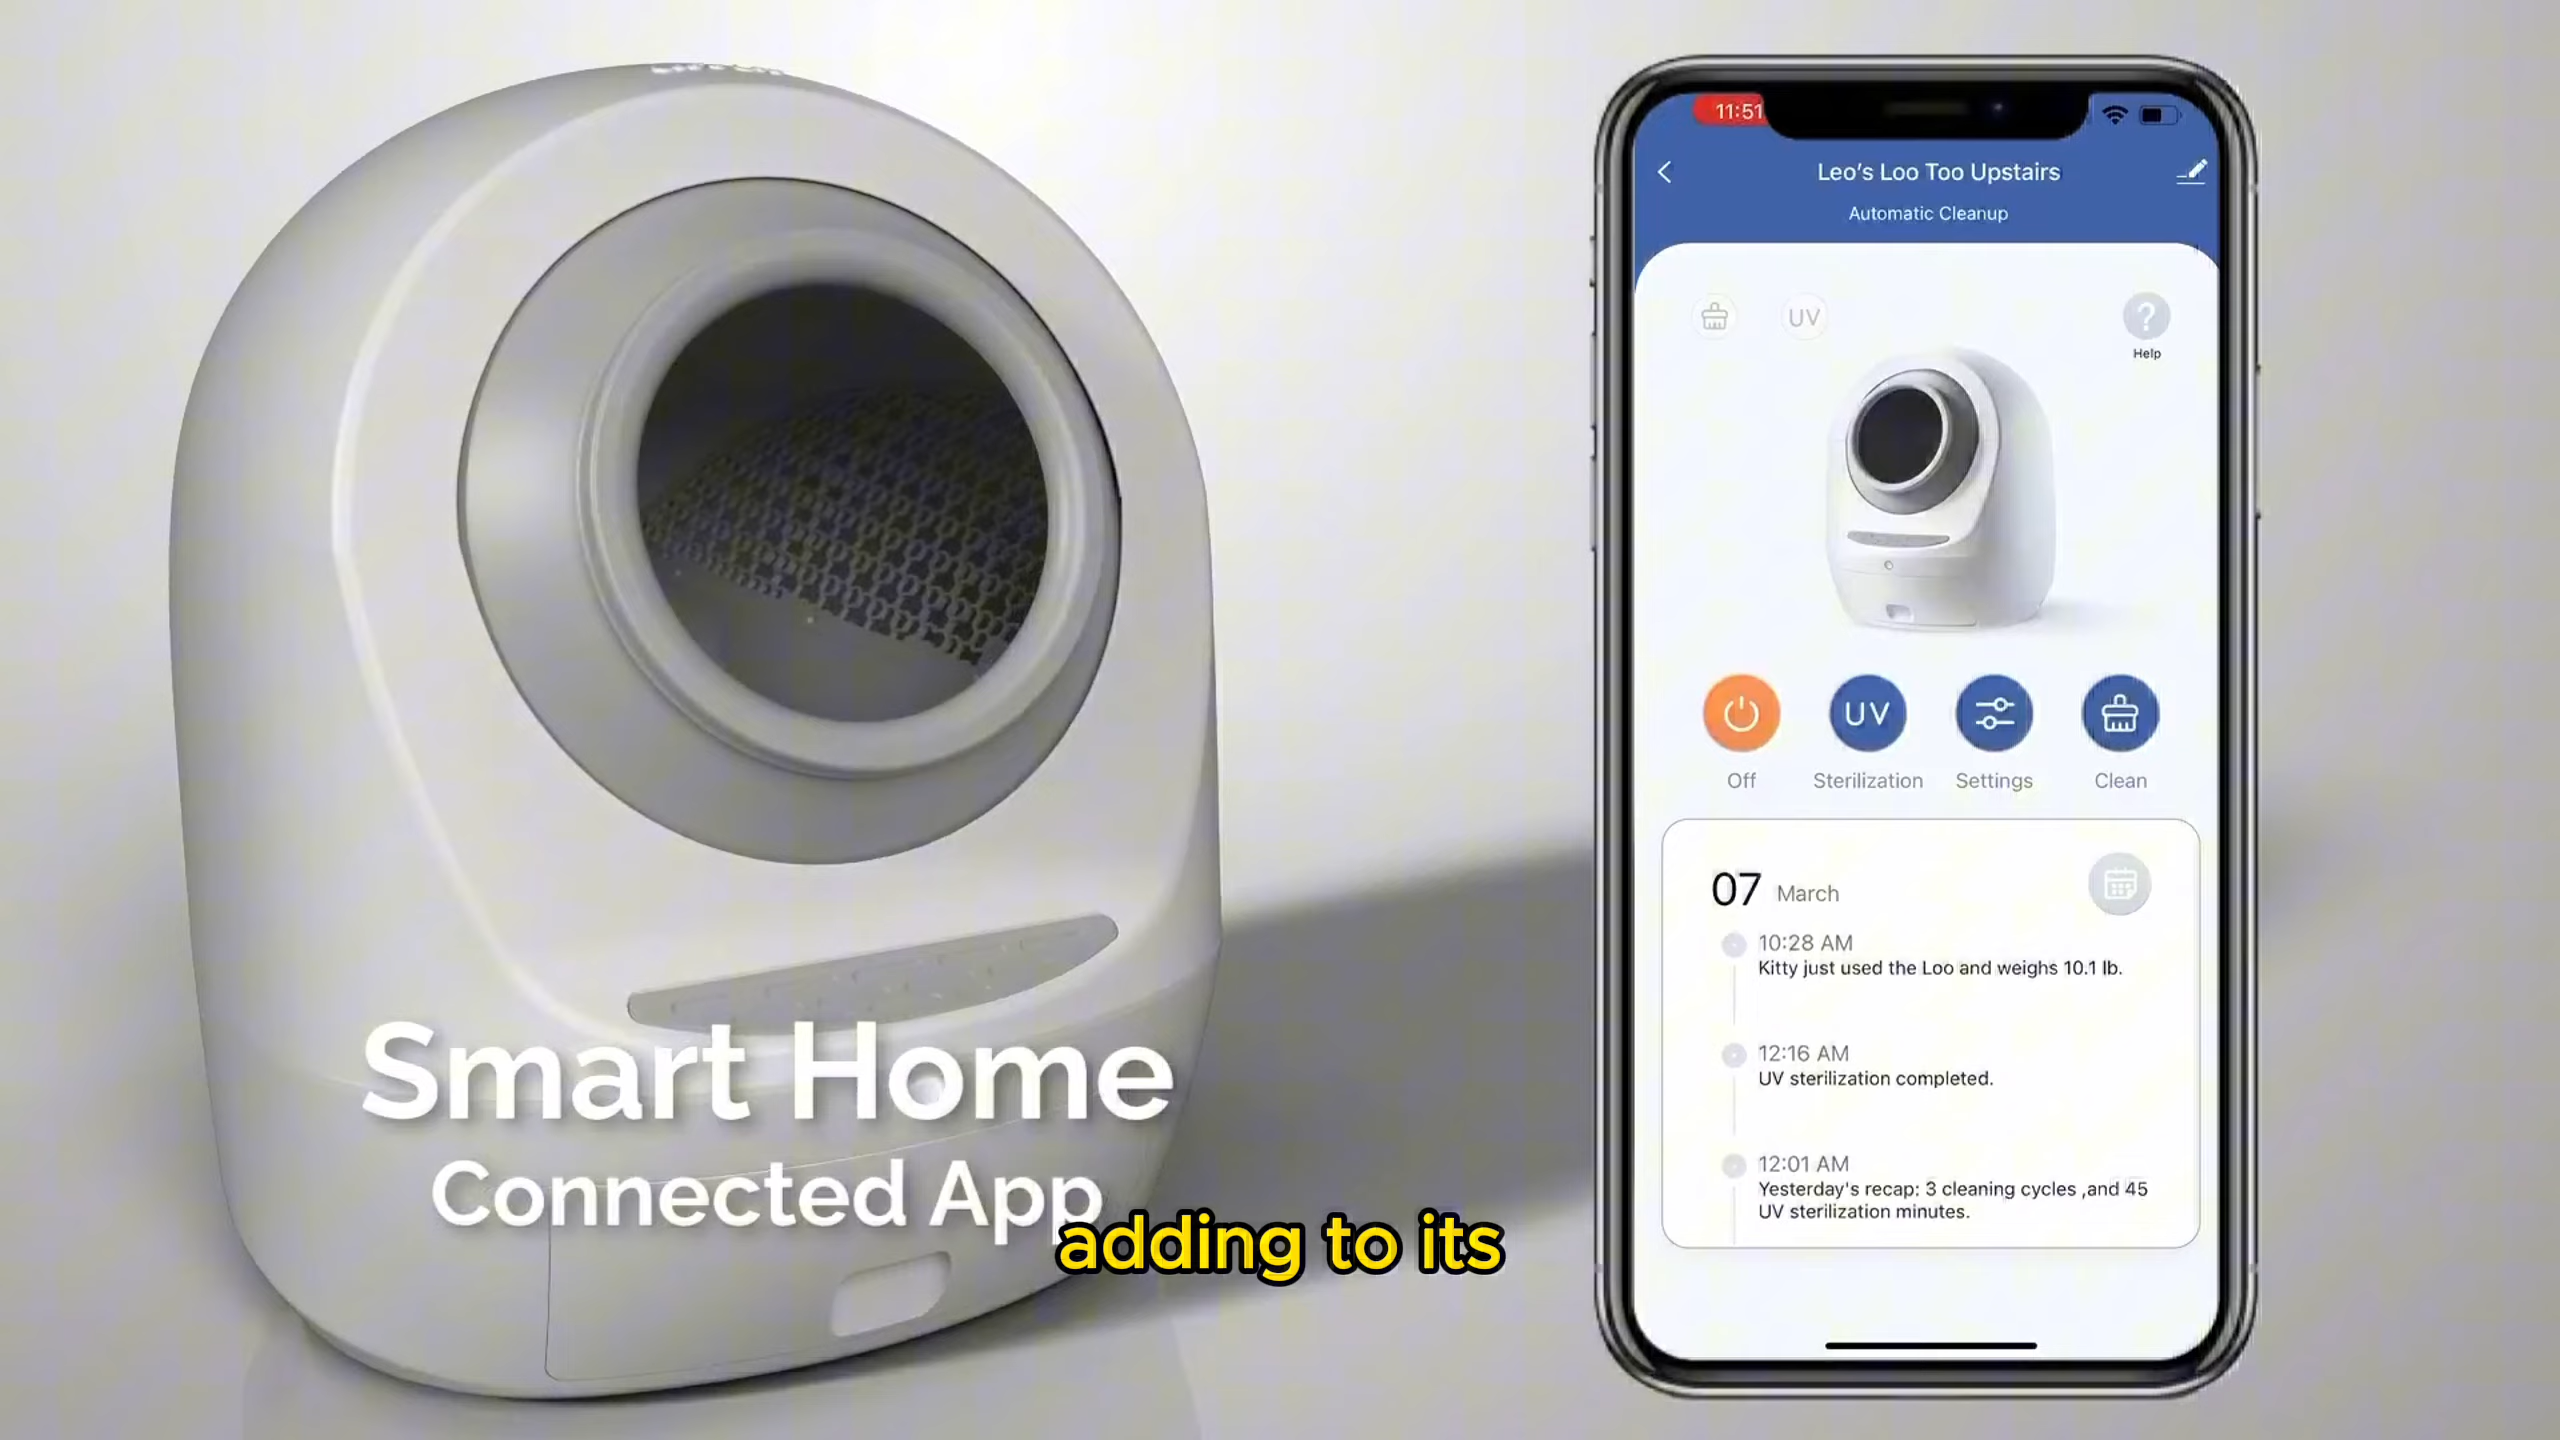 Smart Home
Connected App
adding to its
11:51
Leo's Loo Too Upstairs
Automatic Cleanup
UV
Help
UV
Off
Sterilization
Settings
Clean
07 March
10:28 AM
Kitty just used the Loo and weighs 10.1 lb.
12:16 AM
UV sterilization completed.
12:01 AM
Yesterday's recap: 3 cleaning cycles ,and 45
UV sterilization minutes.